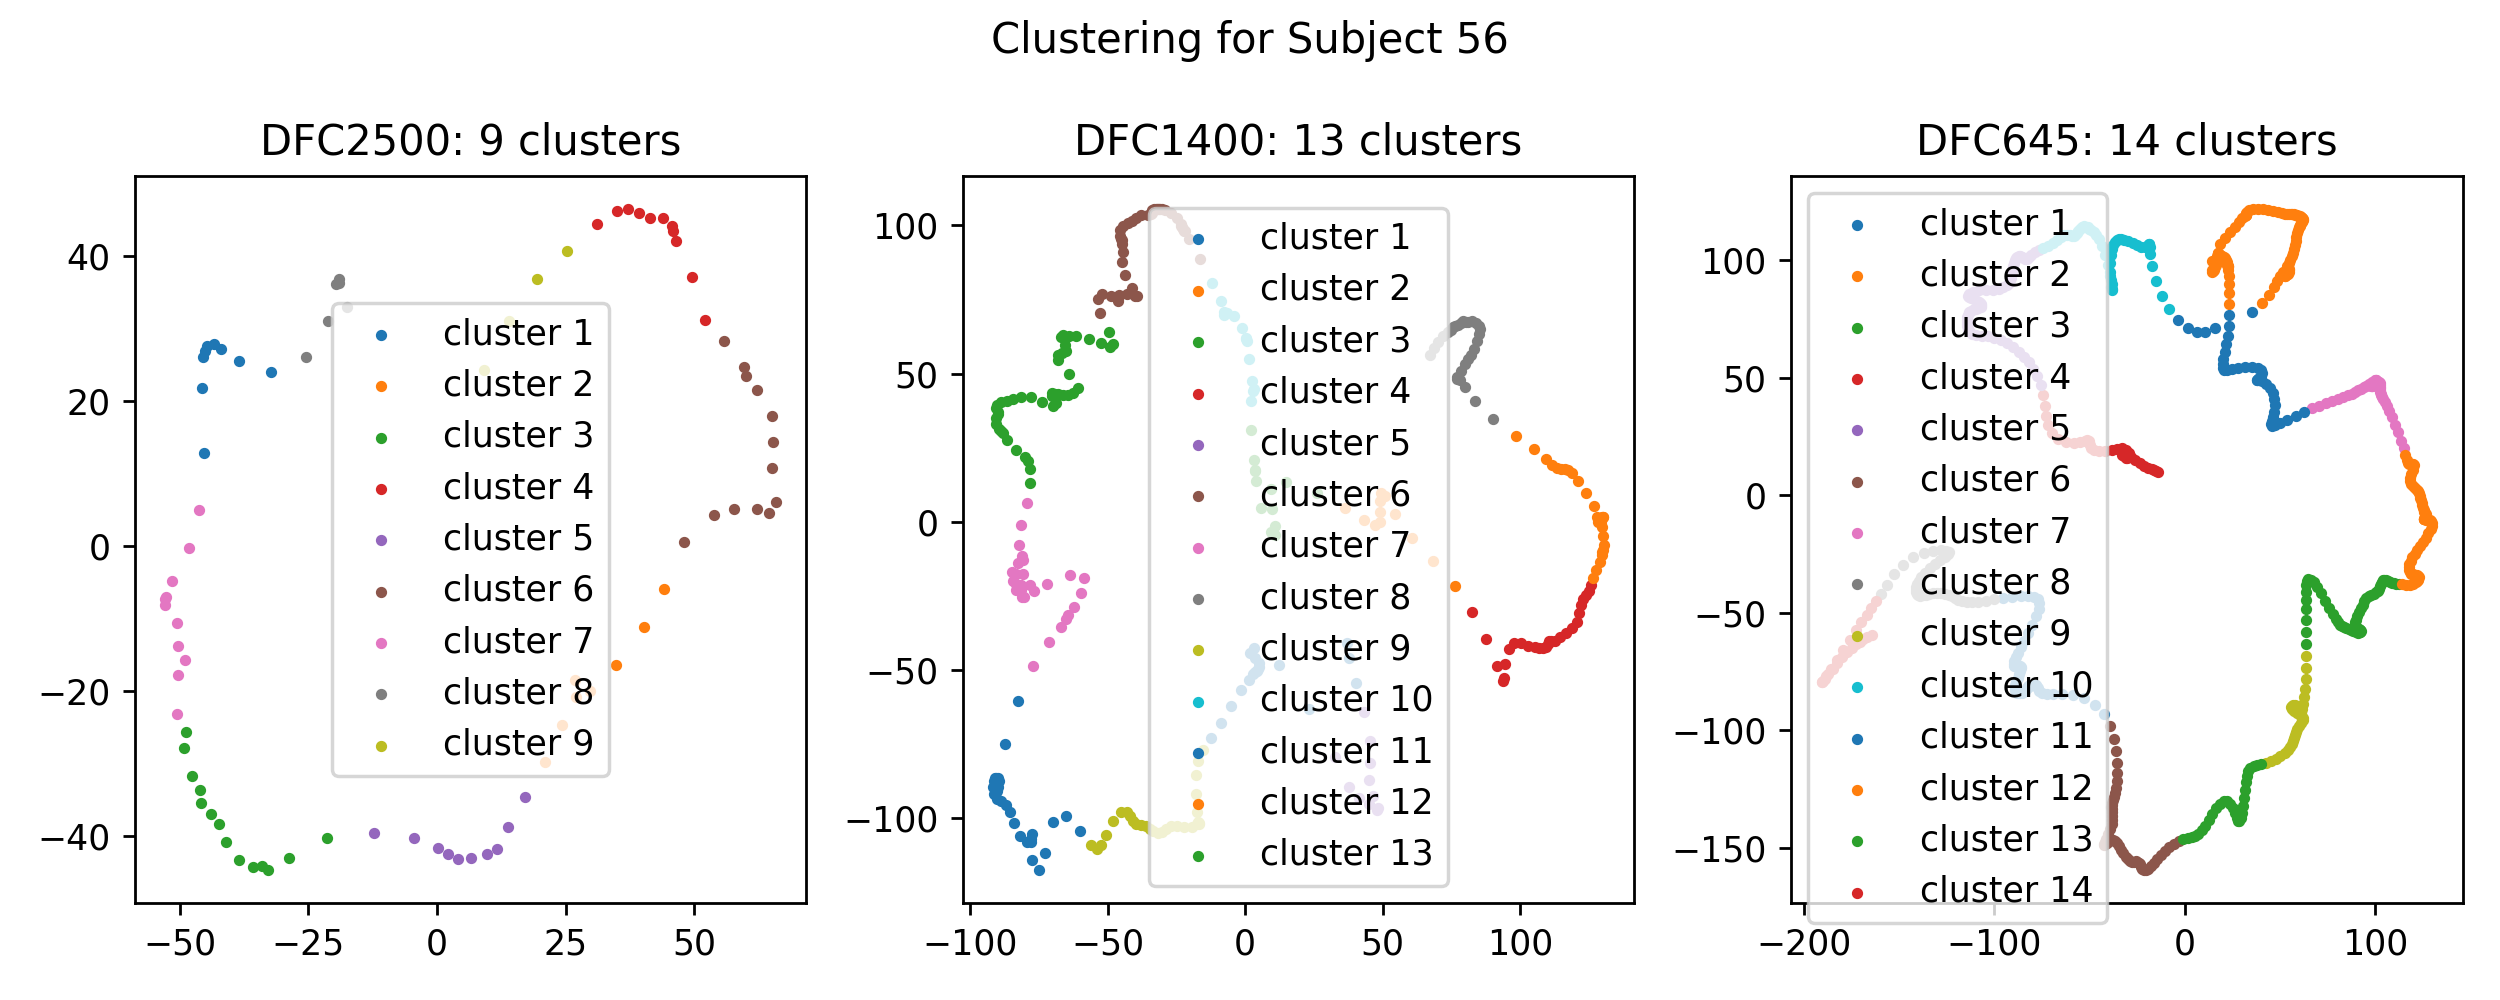 Clustering for Subject 56
DFC2500: 9 clusters
40
20
0
−20
−40
−50
−25
0
25
50
cluster 1
cluster 2
cluster 3
cluster 4
cluster 5
cluster 6
cluster 7
cluster 8
cluster 9
DFC1400: 13 clusters
100
50
0
−50
−100
−100
−50
0
50
100
cluster 1
cluster 2
cluster 3
cluster 4
cluster 5
cluster 6
cluster 7
cluster 8
cluster 9
cluster 10
cluster 11
cluster 12
cluster 13
DFC645: 14 clusters
100
50
0
−50
−100
−150
−200
−100
0
100
cluster 1
cluster 2
cluster 3
cluster 4
cluster 5
cluster 6
cluster 7
cluster 8
cluster 9
cluster 10
cluster 11
cluster 12
cluster 13
cluster 14